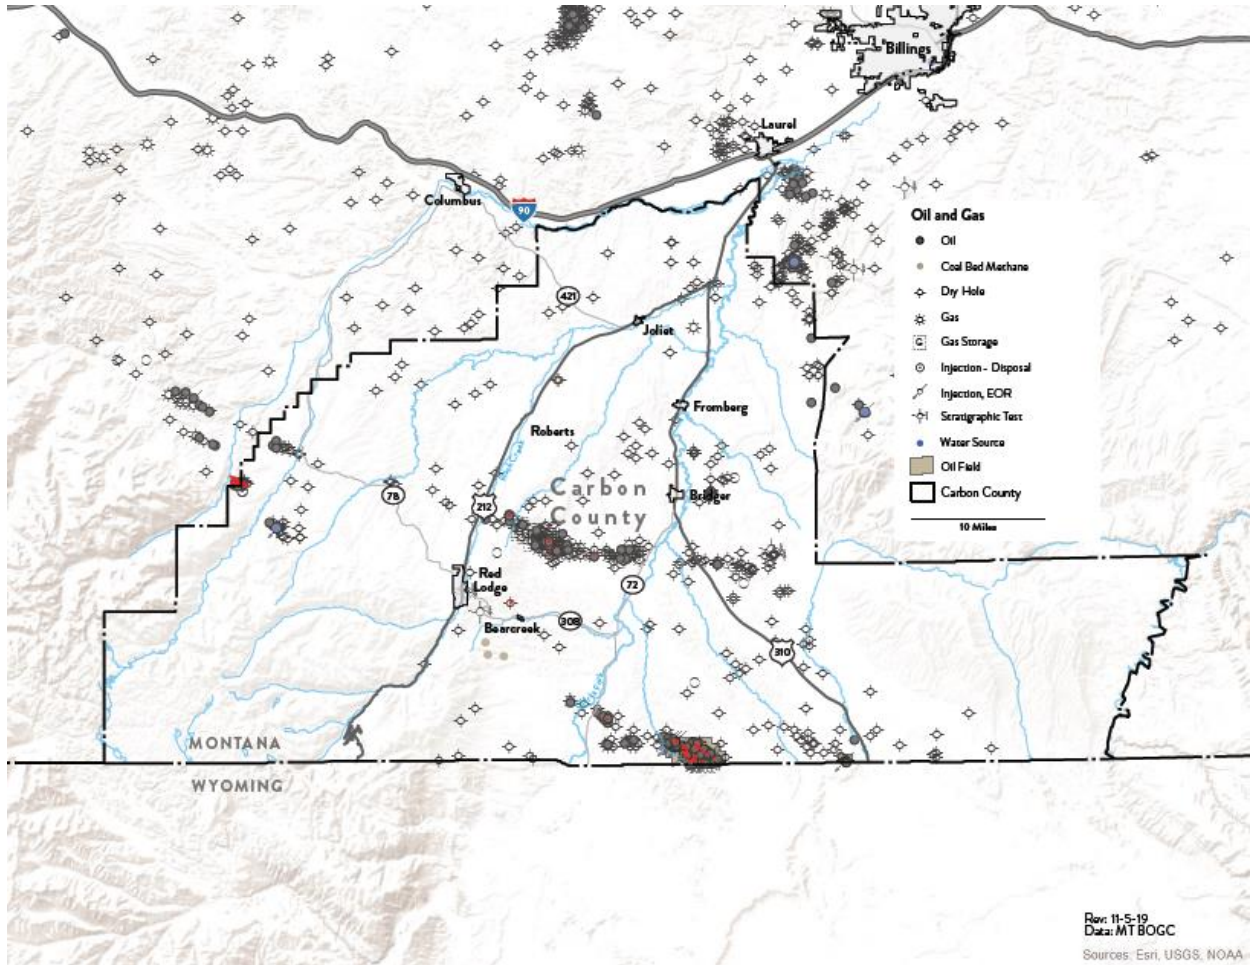 Billings
Laurel
Columbus
90
421
Joliet
Fromberg
Roberts
Carbon
County
Bridger
78
212
Red
Lodge
72
Bearcreek
308
310
MONTANA
WYOMING
Oil and Gas
Oil
Coal Bed Methane
Dry Hole
Gas
G
Gas Storage
Injection - Disposal
Injection, EOR
Stratigraphic Test
Water Source
Oil Field
Carbon County
10 Miles
Rev: 11-5-19
Data: MT BOGC
Sources: Esri, USGS, NOAA